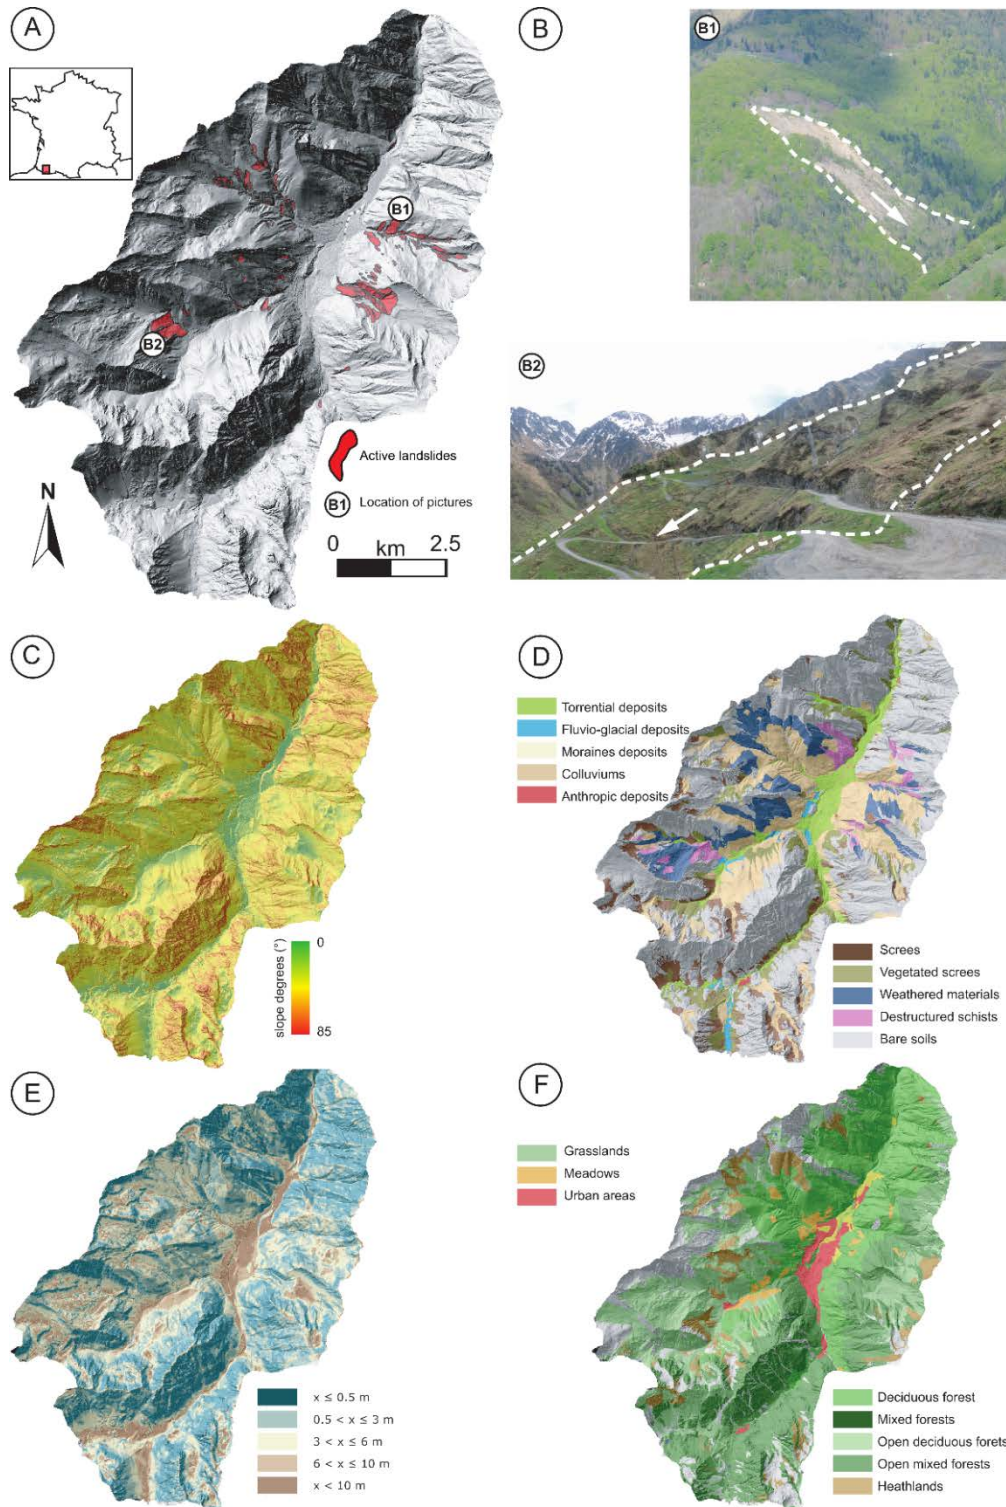 A
B
B1
B1
B2
B2
Active landslides
B1
Location of pictures
N
0 km 2.5
C
slope degrees (°)
0
85
D
Torrential deposits
Fluvio-glacial deposits
Moraines deposits
Colluviums
Anthropic deposits
Screes
Vegetated screes
Weathered materials
Destructured schists
Bare soils
E
x ≤ 0.5 m
0.5 < x ≤ 3 m
3 < x ≤ 6 m
6 < x ≤ 10 m
x < 10 m
F
Grasslands
Meadows
Urban areas
Deciduous forest
Mixed forests
Open deciduous forets
Open mixed forests
Heathlands